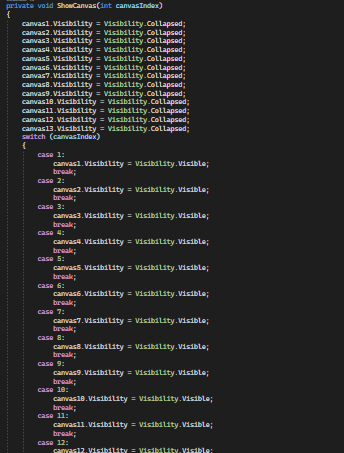 private void ShowCanvas(int canvasIndex)
{
canvas1.Visibility = Visibility.Collapsed;
canvas2.Visibility = Visibility.Collapsed;
canvas3.Visibility = Visibility.Collapsed;
canvas4.Visibility = Visibility.Collapsed;
canvas5.Visibility = Visibility.Collapsed;
canvas6.Visibility = Visibility.Collapsed;
canvas7.Visibility = Visibility.Collapsed;
canvas8.Visibility = Visibility.Collapsed;
canvas9.Visibility = Visibility.Collapsed;
canvas10.Visibility = Visibility.Collapsed;
canvas11.Visibility = Visibility.Collapsed;
canvas12.Visibility = Visibility.Collapsed;
canvas13.Visibility = Visibility.Collapsed;
switch (canvasIndex)
{
case 1:
canvas1.Visibility = Visibility.Visible;
break;
case 2:
canvas2.Visibility = Visibility.Visible;
break;
case 3:
canvas3.Visibility = Visibility.Visible;
break;
case 4:
canvas4.Visibility = Visibility.Visible;
break;
case 5:
canvas5.Visibility = Visibility.Visible;
break;
case 6:
canvas6.Visibility = Visibility.Visible;
break;
case 7:
canvas7.Visibility = Visibility.Visible;
break;
case 8:
canvas8.Visibility = Visibility.Visible;
break;
case 9:
canvas9.Visibility = Visibility.Visible;
break;
case 10:
canvas10.Visibility = Visibility.Visible;
break;
case 11:
canvas11.Visibility = Visibility.Visible;
break;
case 12:
canvas12.Visibility = Visibility.Visible;